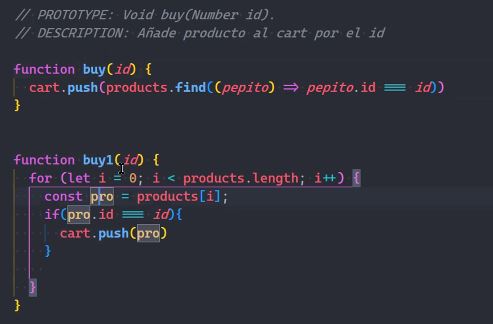 // PROTOTYPE: Void buy(Number id).
// DESCRIPTION: Añade producto al cart por el id
function buy(id) {
  cart.push(products.find((pepito) => pepito.id === id))
}
function buy1(id) {
  for (let i = 0; i < products.length; i++) {
    const pro = products[i];
    if(pro.id === id){
      cart.push(pro)
    }
  }
}